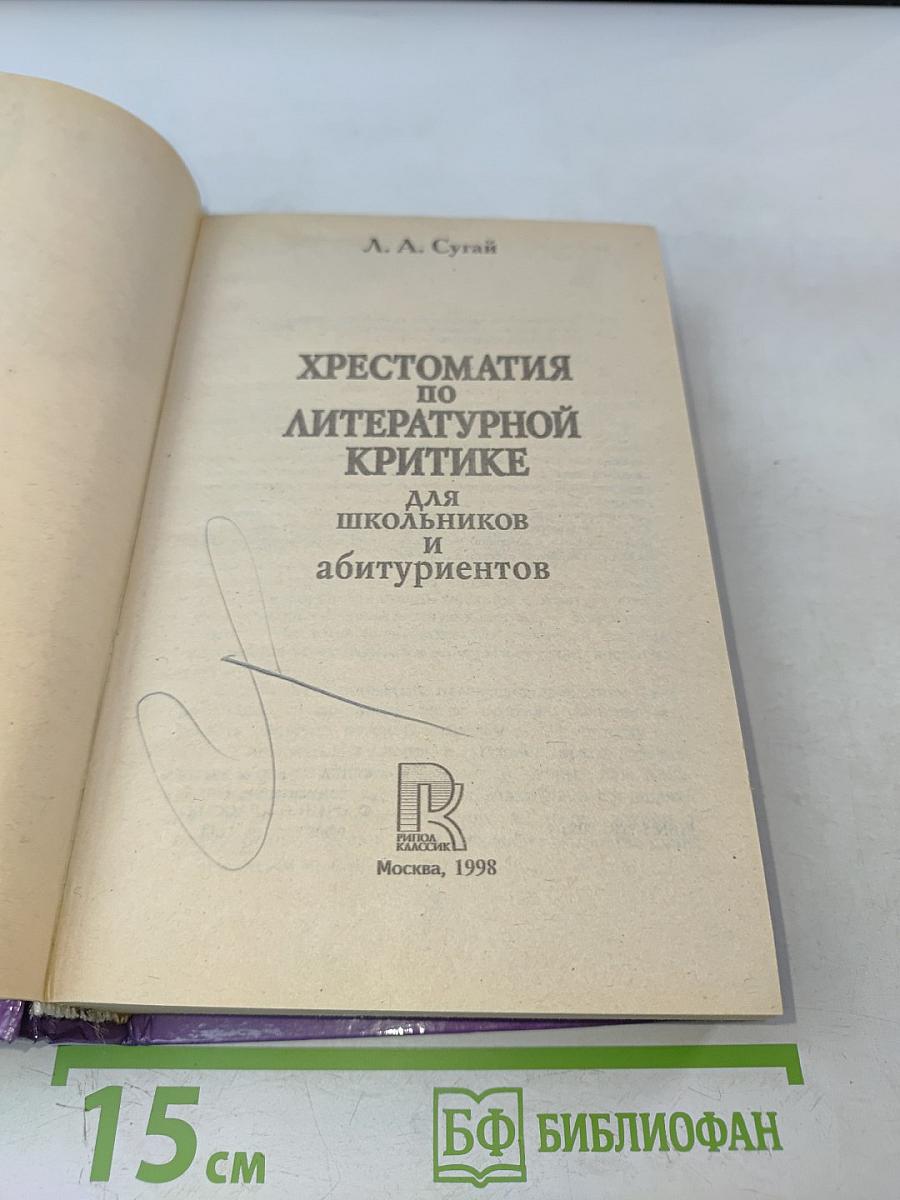 Л. А. Сугай
ХРЕСТОМАТИЯ
ПО
ЛИТЕРАТУРНОЙ
КРИТИКЕ
для
школьников
и
абитуриентов
РИПОЛ
КЛАССИК
Москва, 1998
15 см
БФ БИБЛИОФАН